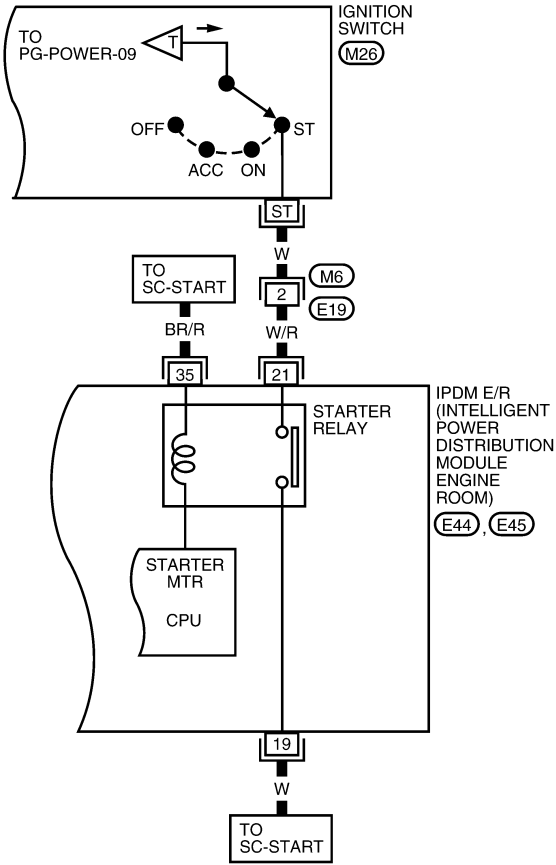 IGNITION
SWITCH
M26
TO
PG-POWER-09
T
OFF
ST
ACC
ON
ST
W
TO
SC-START
M6
2
E19
BR/R
W/R
35
21
STARTER
RELAY
IPDM E/R
(INTELLIGENT
POWER
DISTRIBUTION
MODULE
ENGINE
ROOM)
E44 , E45
STARTER
MTR
CPU
19
W
TO
SC-START